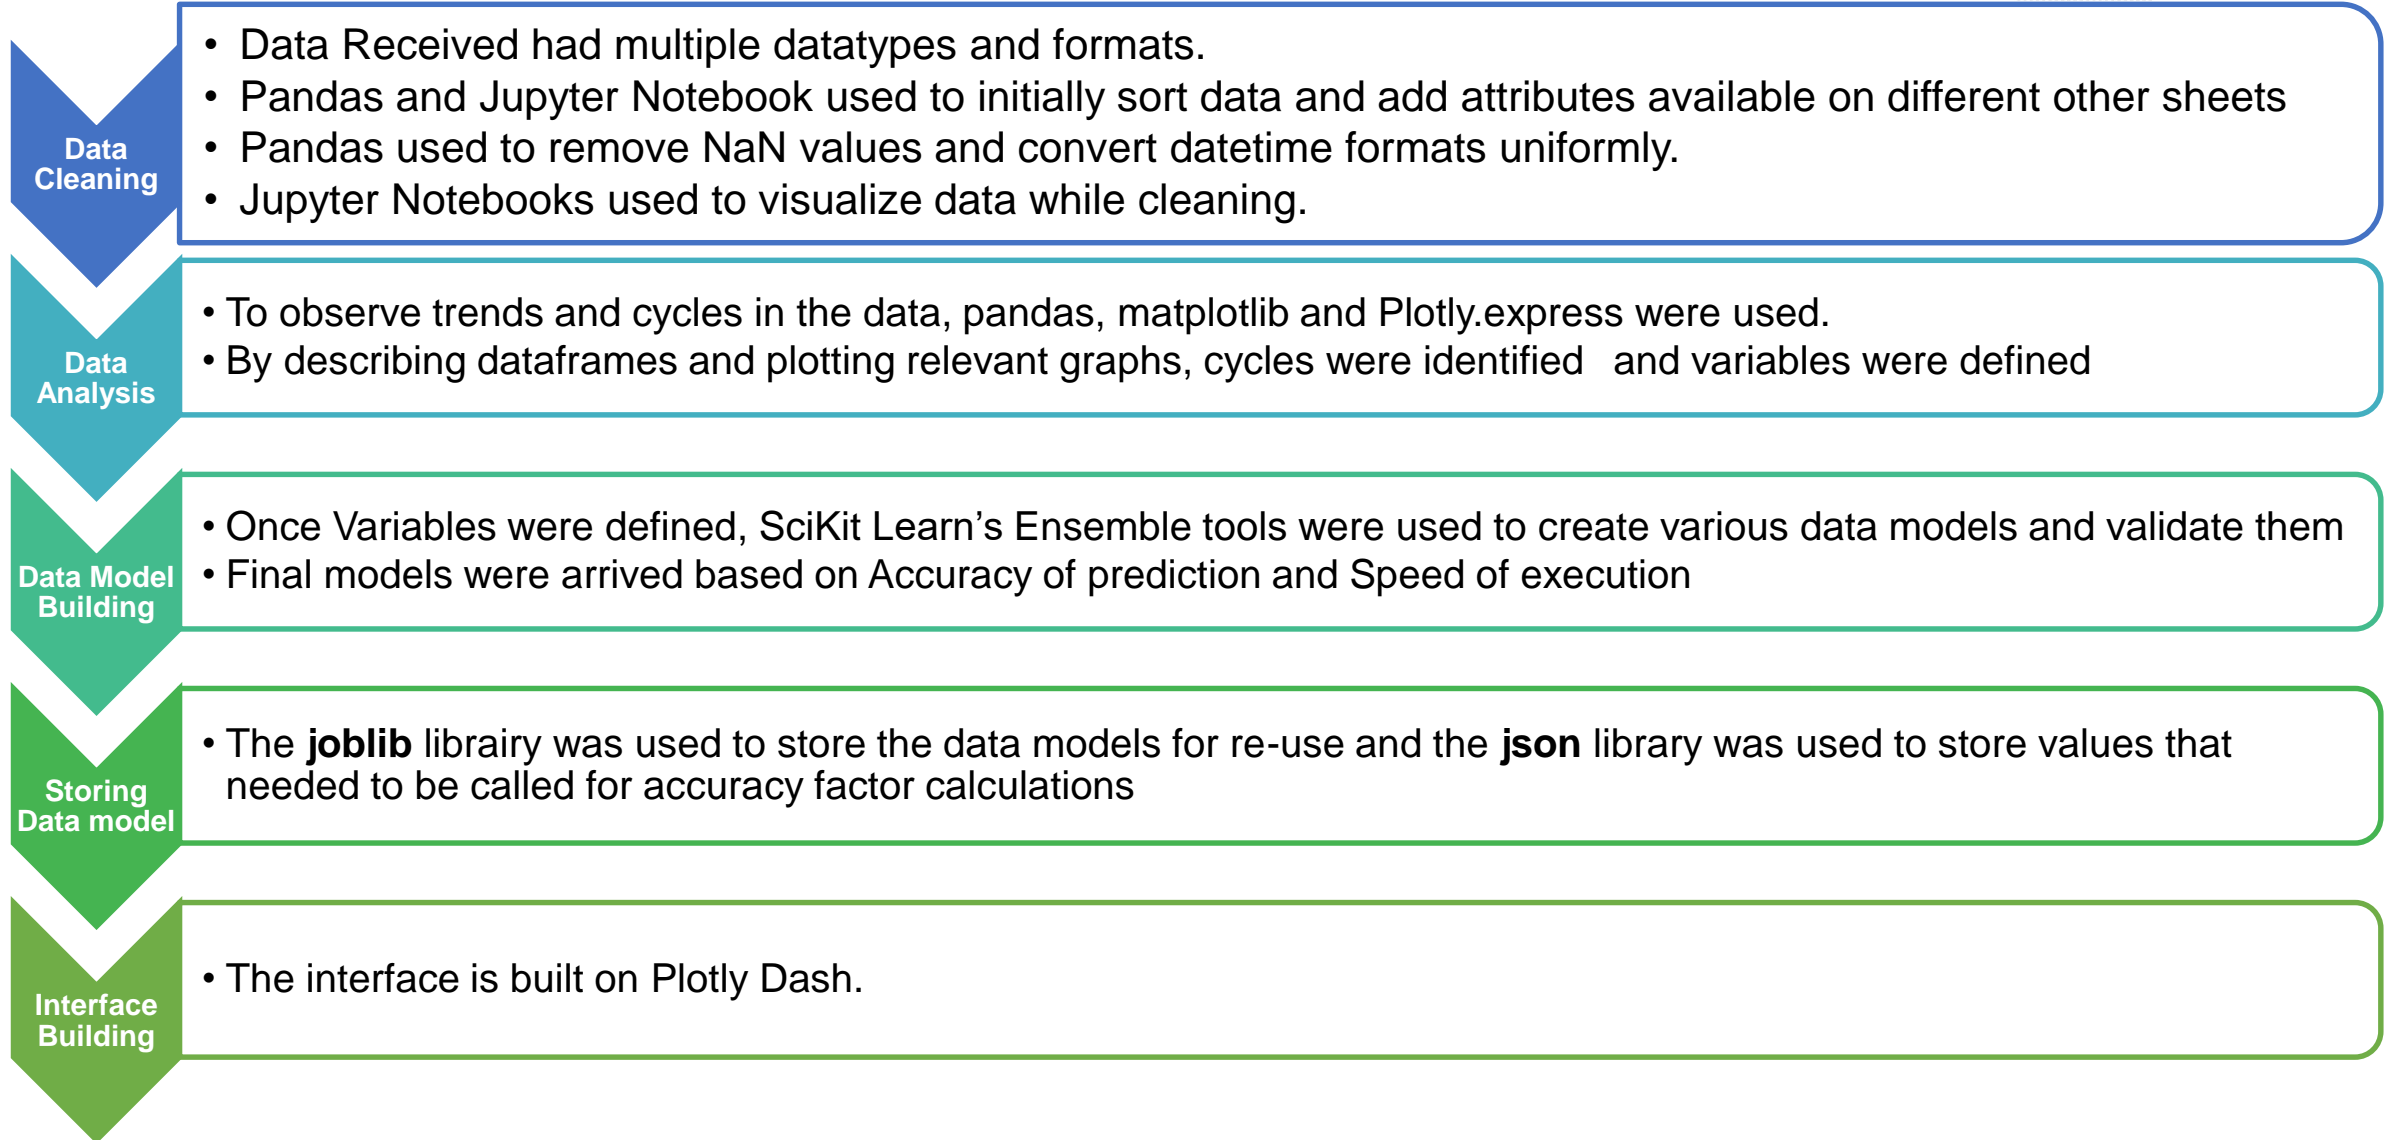 Data
Cleaning
• Data Received had multiple datatypes and formats.
• Pandas and Jupyter Notebook used to initially sort data and add attributes available on different other sheets
• Pandas used to remove NaN values and convert datetime formats uniformly.
• Jupyter Notebooks used to visualize data while cleaning.
Data
Analysis
• To observe trends and cycles in the data, pandas, matplotlib and Plotly.express were used.
• By describing dataframes and plotting relevant graphs, cycles were identified and variables were defined
Data Model
Building
• Once Variables were defined, SciKit Learn’s Ensemble tools were used to create various data models and validate them
• Final models were arrived based on Accuracy of prediction and Speed of execution
Storing
Data model
• The joblib librairy was used to store the data models for re-use and the json library was used to store values that
needed to be called for accuracy factor calculations
Interface
Building
• The interface is built on Plotly Dash.